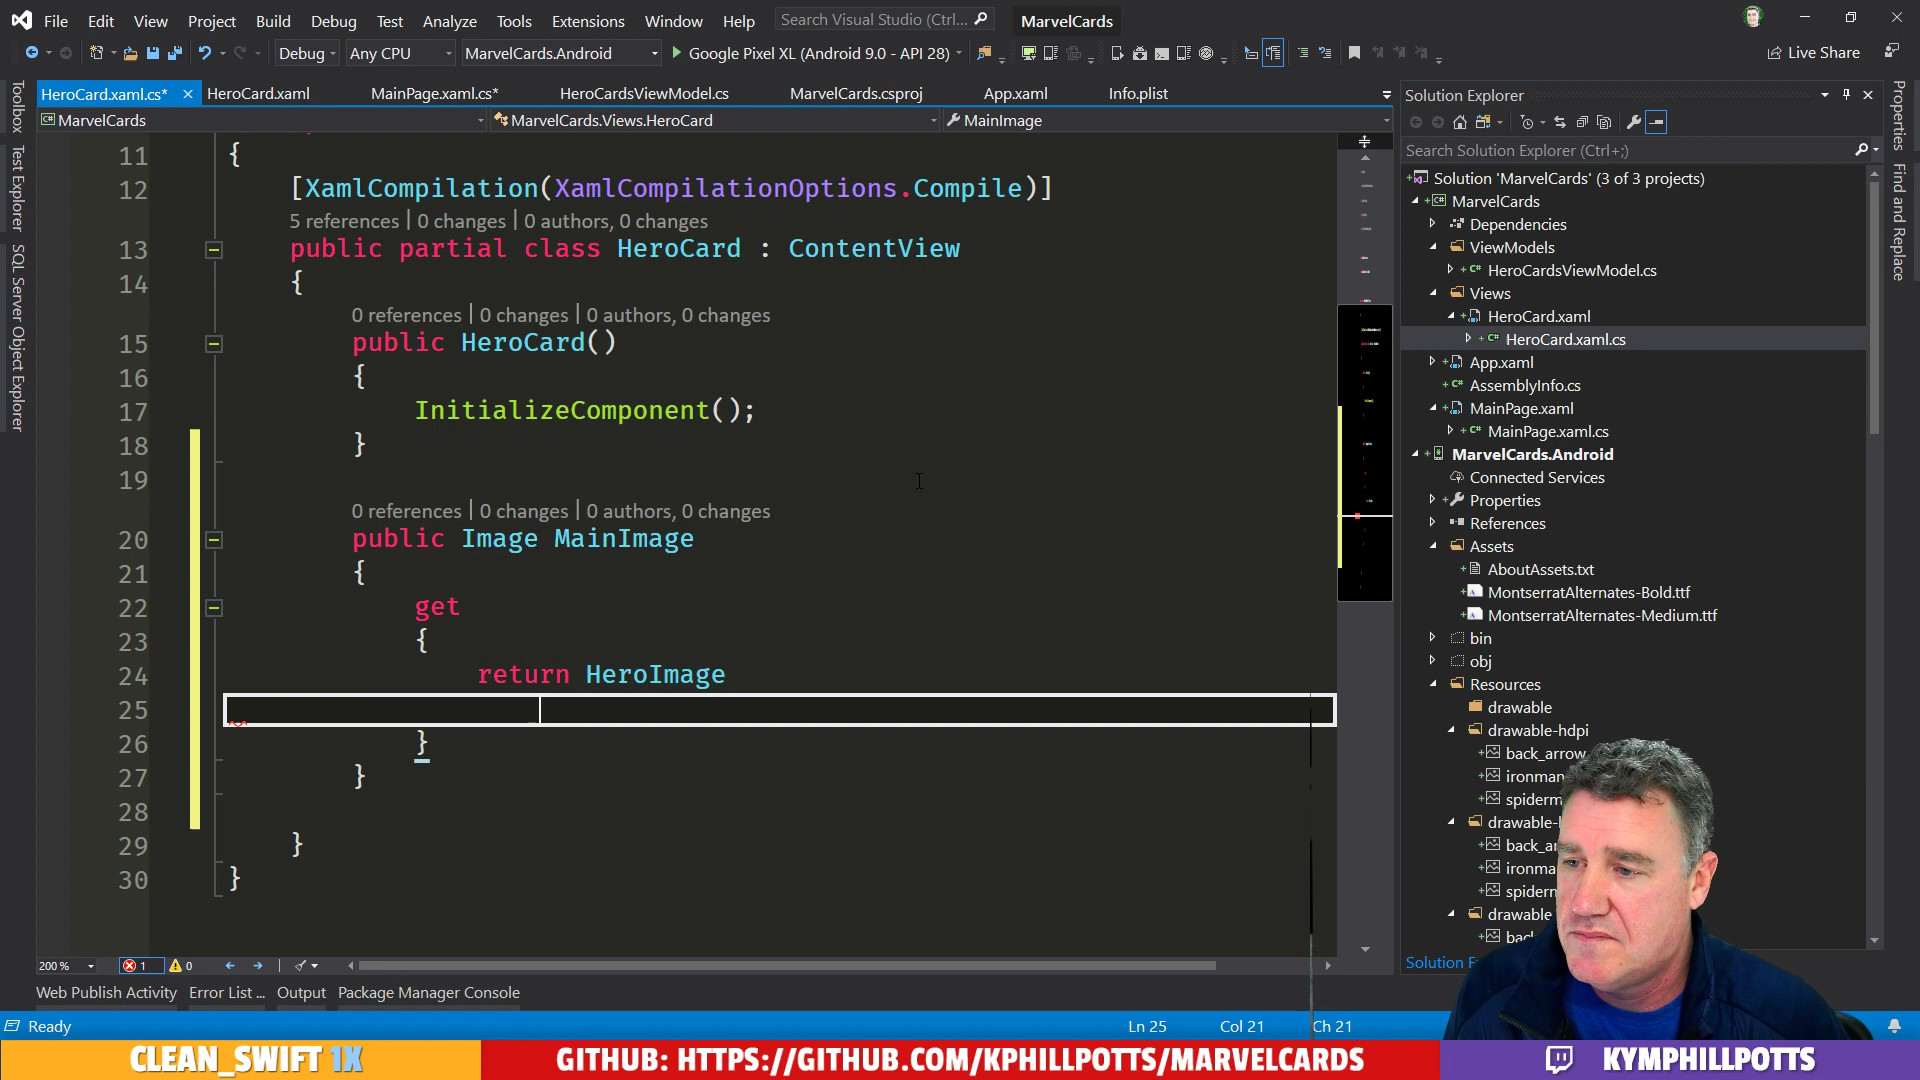 File Edit View Project Build Debug Test Analyze Tools Extensions Window Help Search Visual Studio (Ctrl... MarvelCards
Debug Any CPU MarvelCards.Android Google Pixel XL (Android 9.0 - API 28) Live Share
HeroCard.xaml.cs* HeroCard.xaml MainPage.xaml.cs* HeroCardsViewModel.cs MarvelCards.csproj App.xaml Info.plist
MarvelCards MarvelCards.Views.HeroCard MainImage
Toolbox
Test Explorer
SQL Server Object Explorer
11 {
12 [XamlCompilation(XamlCompilationOptions.Compile)]
5 references | 0 changes | 0 authors, 0 changes
13 public partial class HeroCard : ContentView
14 {
0 references | 0 changes | 0 authors, 0 changes
15 public HeroCard()
16 {
17 InitializeComponent();
18 }
19
0 references | 0 changes | 0 authors, 0 changes
20 public Image MainImage
21 {
22 get
23 {
24 return HeroImage
25
26 }
27 }
28
29 }
30 }
200 % 1 0
Web Publish Activity Error List ... Output Package Manager Console
Ready Ln 25 Col 21 Ch 21
Solution Explorer
Search Solution Explorer (Ctrl+;)
Solution 'MarvelCards' (3 of 3 projects)
MarvelCards
Dependencies
ViewModels
HeroCardsViewModel.cs
Views
HeroCard.xaml
HeroCard.xaml.cs
App.xaml
AssemblyInfo.cs
MainPage.xaml
MainPage.xaml.cs
MarvelCards.Android
Connected Services
Properties
References
Assets
AboutAssets.txt
MontserratAlternates-Bold.ttf
MontserratAlternates-Medium.ttf
bin
obj
Resources
drawable
drawable-hdpi
back_arrow
ironman
spiderm
drawable-
back_ar
ironma
spiderm
drawable
back
Solution
Properties
Find and Replace
CLEAN_SWIFT 1X
GITHUB: HTTPS://GITHUB.COM/KPHILLPOTTS/MARVELCARDS
KYMPHILLPOTTS